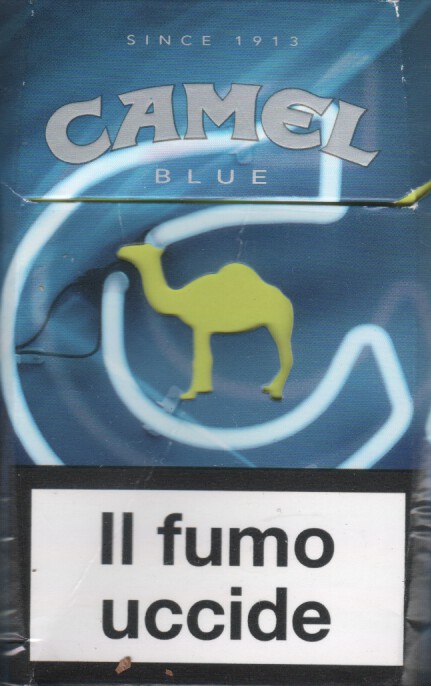 SINCE 1913
CAMEL
BLUE
Il fumo
uccide